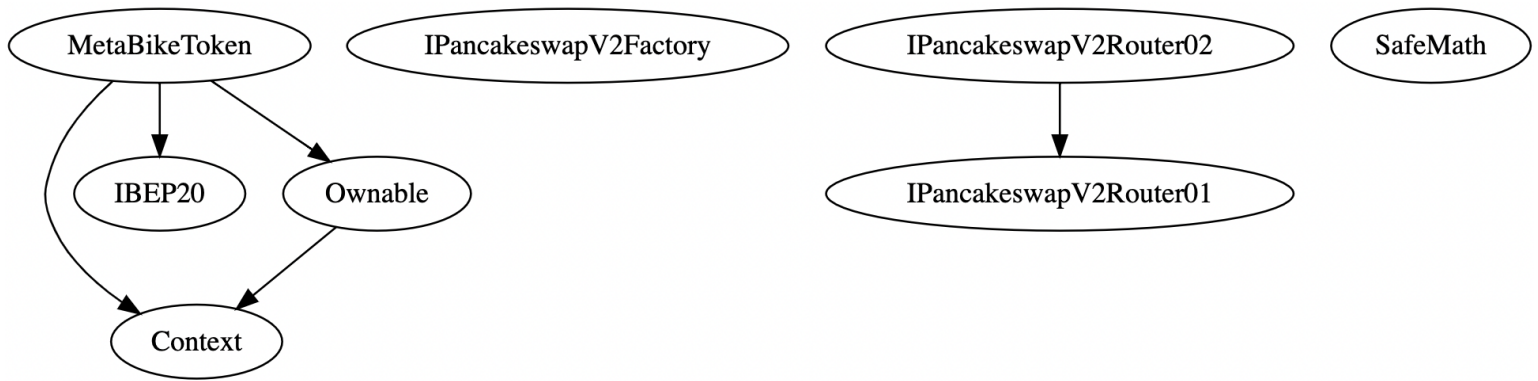 MetaBikeToken
IPancakeswapV2Factory
IPancakeswapV2Router02
SafeMath
IBEP20
Ownable
IPancakeswapV2Router01
Context